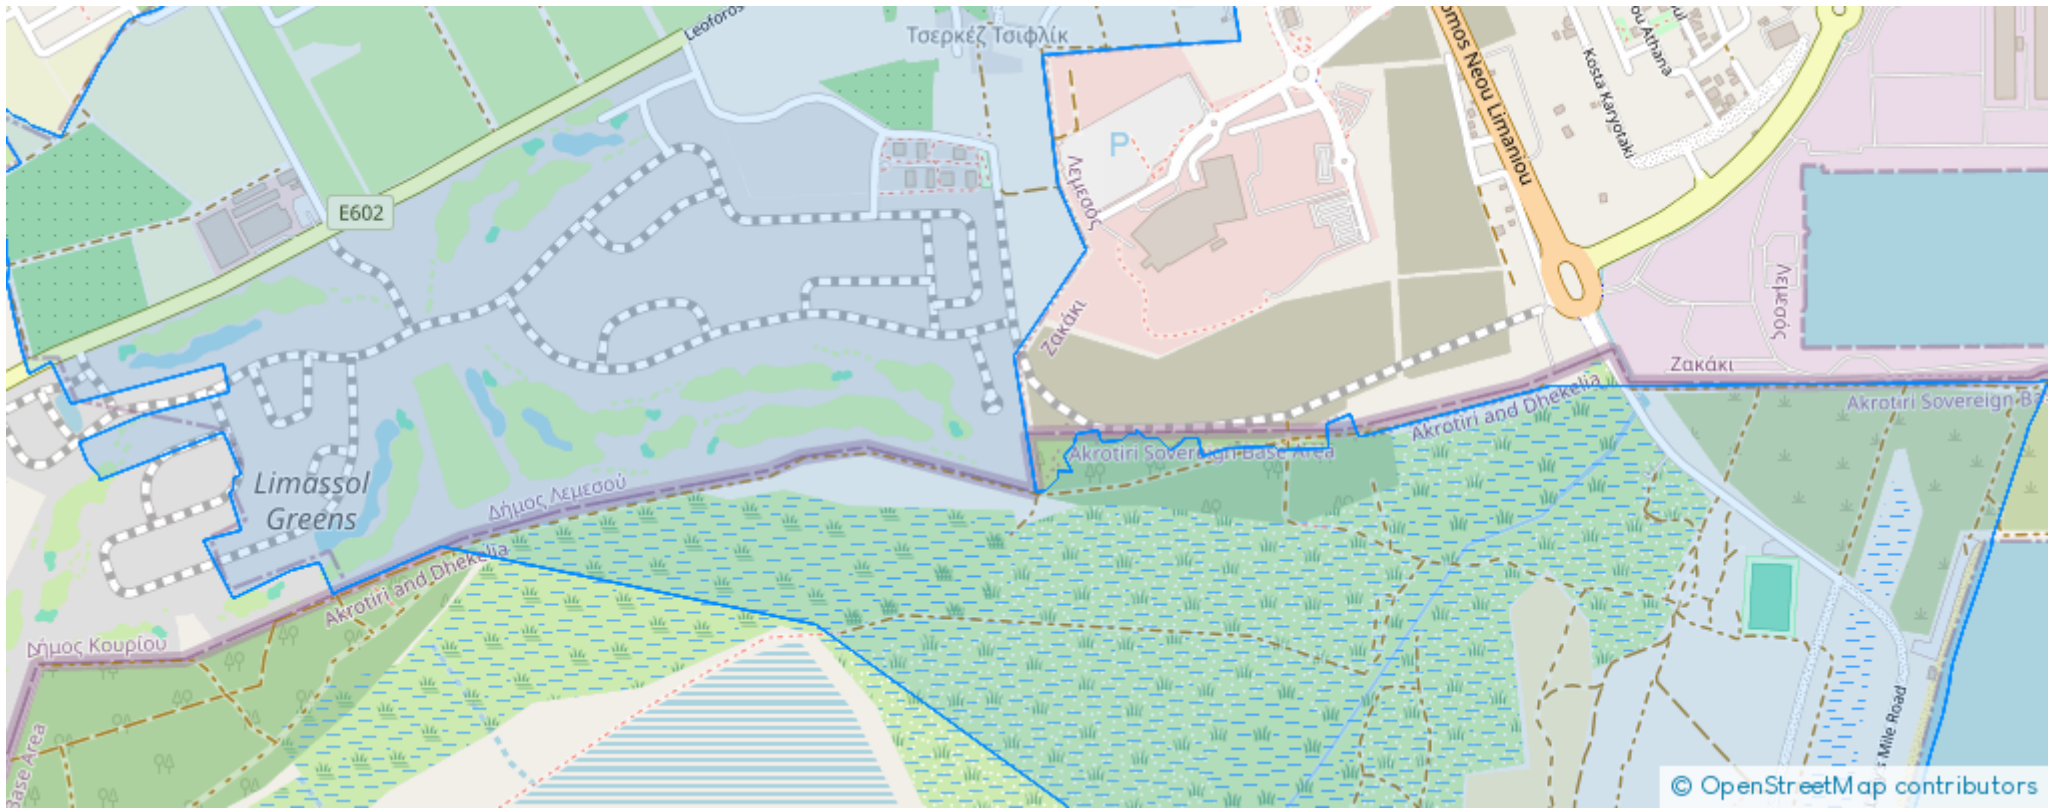 Leoforos
Τσερκέζ Τσιφλίκ
omos Neou Limaniou
ou Athana
Kosta Karyotaki
P
Λεμεσός
E602
Ζακάκι
Λεμεσός
Ζακάκι
Akrotiri and Dhekelia
Akrotiri Sovereign Ba
Akrotiri Sovereign Base Area
Limassol
Greens
Δήμος Λεμεσού
Akrotiri and Dhekelia
Δήμος Κουρίου
Base Area
s Mile Road
© OpenStreetMap contributors